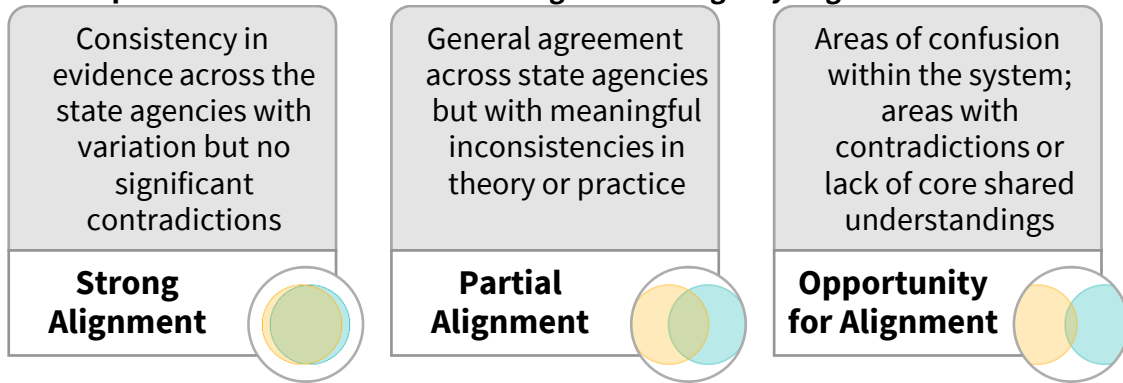 Consistency in
evidence across the
state agencies with
variation but no
significant
contradictions
Strong
Alignment
General agreement
across state agencies
but with meaningful
inconsistencies in
theory or practice
Partial
Alignment
Areas of confusion
within the system;
areas with
contradictions or
lack of core shared
understandings
Opportunity
for Alignment